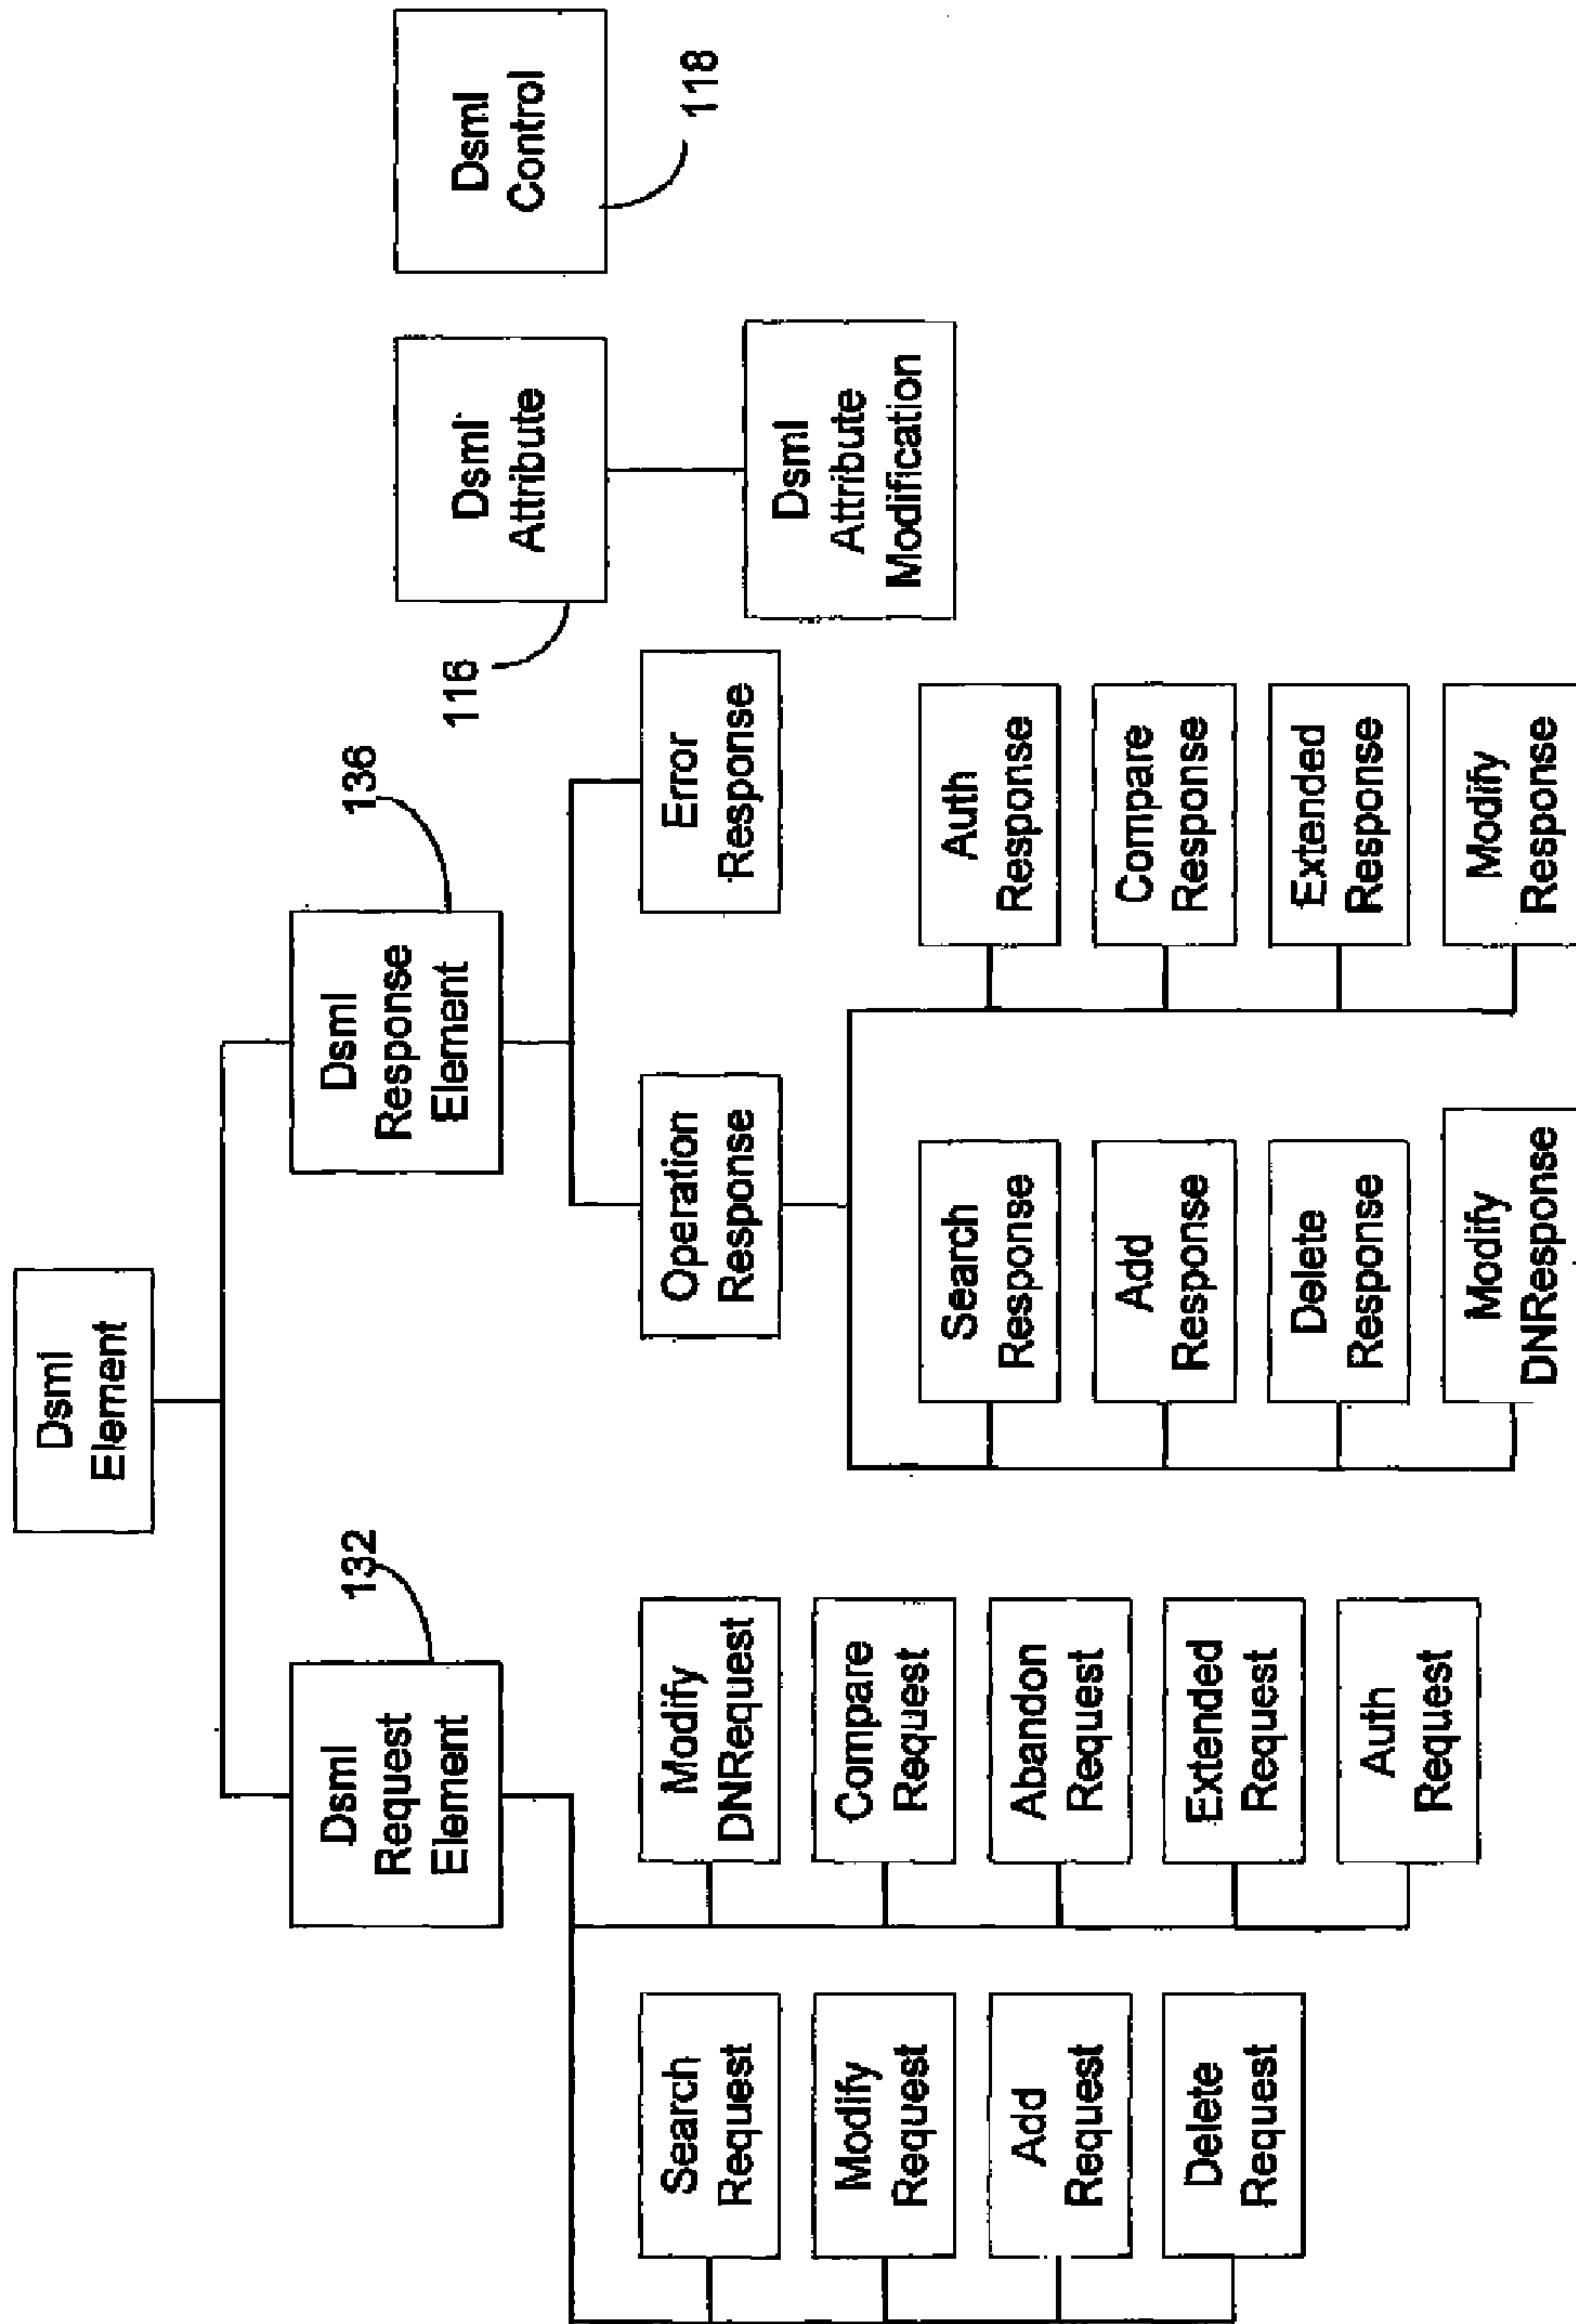 Dsml
Element
132
Dsml
Request
Element
136
Dsml
Response
Element
116
Dsml
Attribute
Dsml
Control
118
Search
Request
Modify
Request
Add
Request
Delete
Request
Modify
DNRequest
Compare
Request
Abandon
Request
Extended
Request
Auth
Request
Operation
Response
Error
Response
Dsml
Attribute
Modification
Search
Response
Add
Response
Delete
Response
Modify
DNResponse
Auth
Response
Compare
Response
Extended
Response
Modify
Response